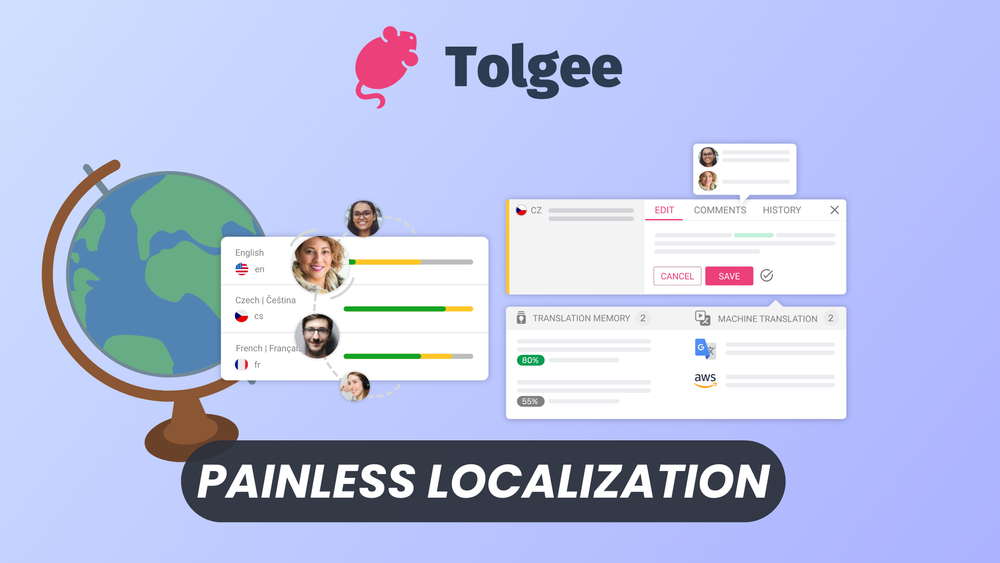 Tolgee
English
en
Czech | Čeština
cs
French | Françai
fr
CZ
EDIT
COMMENTS
HISTORY
CANCEL
SAVE
TRANSLATION MEMORY 2
MACHINE TRANSLATION 2
80%
G
aws
55%
PAINLESS LOCALIZATION